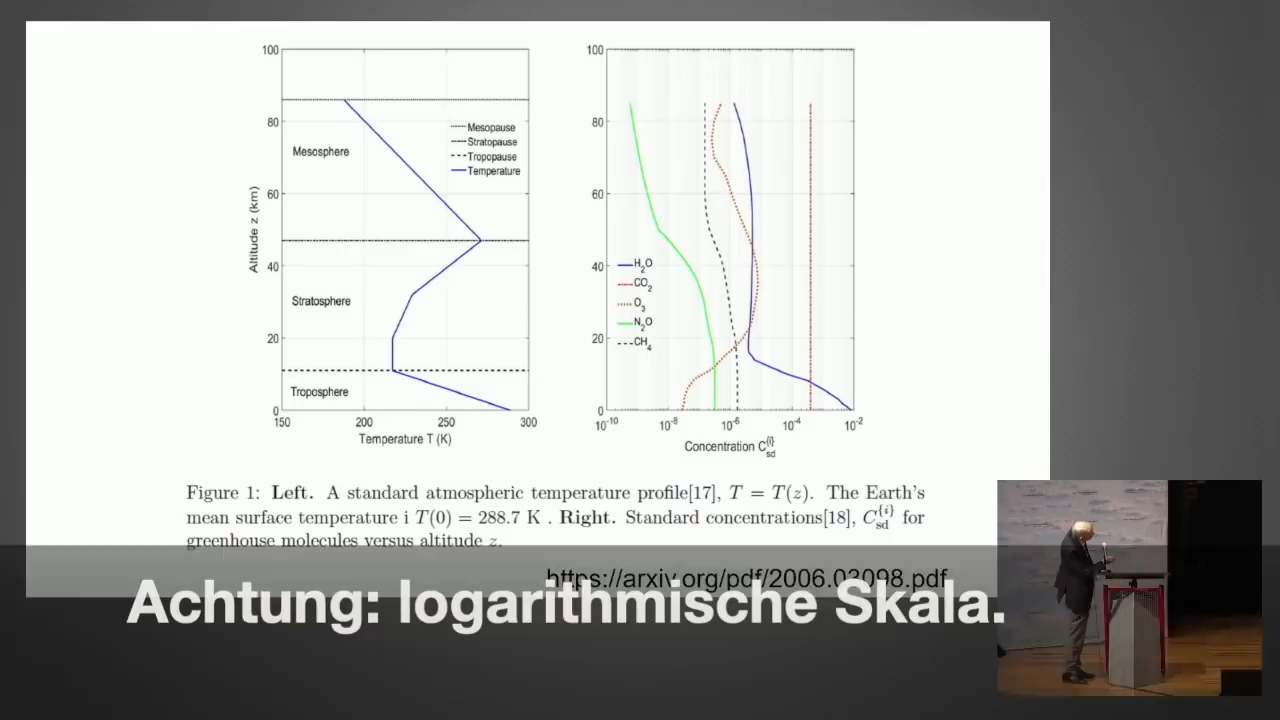 100
80
60
40
20
0
Altitude z (km)
Mesosphere
Stratosphere
Troposphere
Mesopause
Stratopause
Tropopause
Temperature
150 200 250 300
Temperature T (K)
100
80
60
40
20
0
H2O
CO2
O3
N2O
CH4
10^-10 10^-8 10^-6 10^-4 10^-2
Concentration C_sd^{i}
Figure 1: Left. A standard atmospheric temperature profile[17], T = T(z). The Earth's
mean surface temperature i T(0) = 288.7 K . Right. Standard concentrations[18], C_sd^{i} for
greenhouse molecules versus altitude z.
https://arxiv.org/pdf/2006.03098.pdf
Achtung: logarithmische Skala.